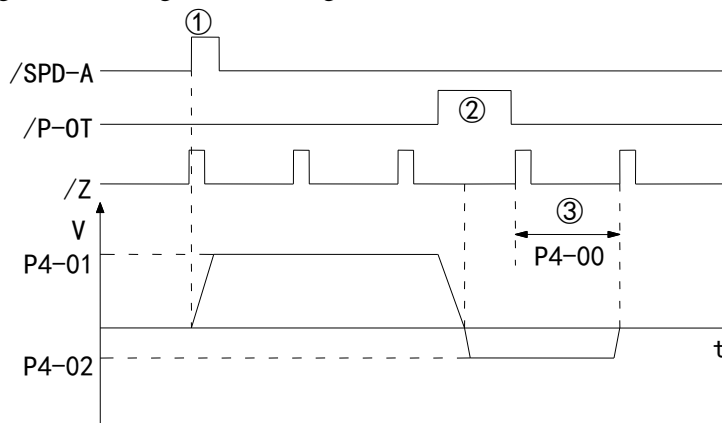 ①
/SPD-A
/P-OT
②
/Z
③
V
P4-01
P4-00
t
P4-02